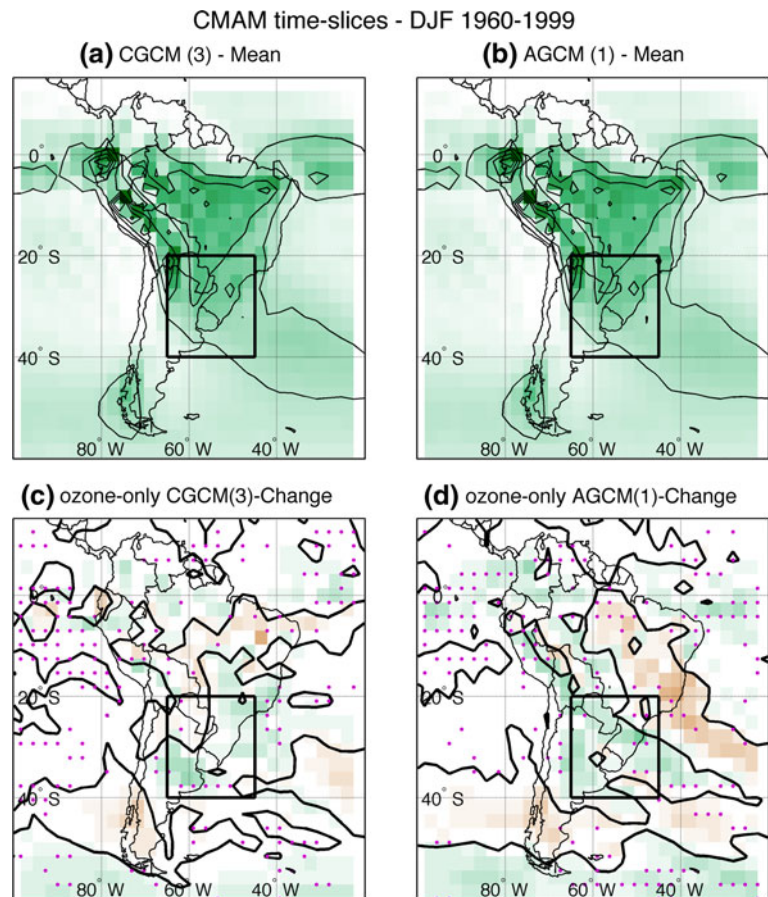 CMAM time-slices - DJF 1960-1999
(a) CGCM (3) - Mean
(b) AGCM (1) - Mean
0°
20° S
40° S
80° W
60° W
40° W
0°
20° S
40° S
80° W
60° W
40° W
(c) ozone-only CGCM(3)-Change
(d) ozone-only AGCM(1)-Change
0°
20° S
40° S
80° W
60° W
40° W
0°
20° S
40° S
80° W
60° W
40° W